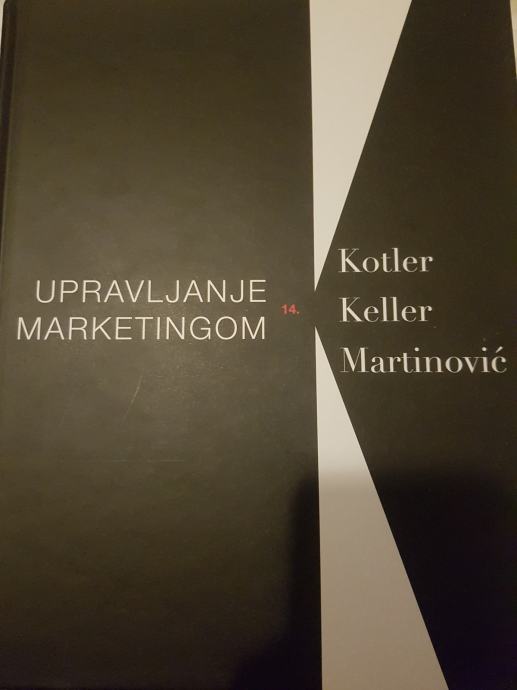 UPRAVLJANJE
MARKETINGOM
14.
Kotler
Keller
Martinović